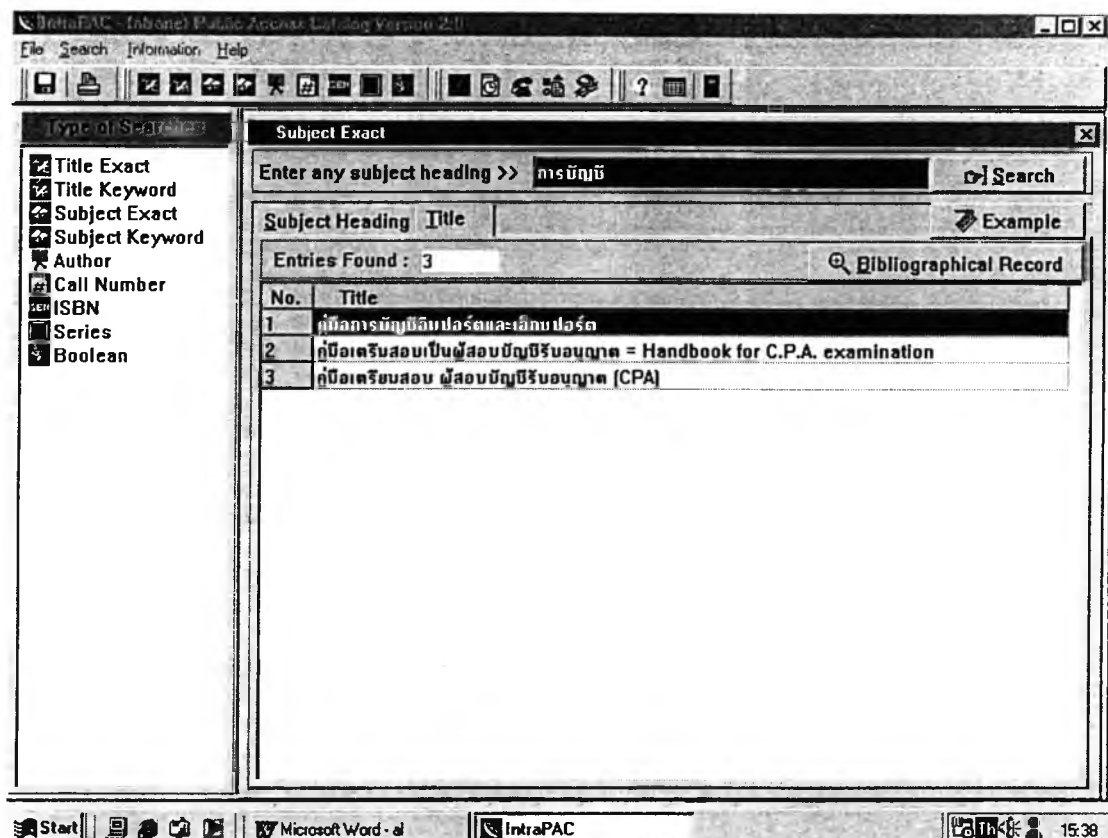 IntraPAC - Intranet Public Access Catalog Version 2.0
File Search Information Help
Type of Searches
Title Exact
Title Keyword
Subject Exact
Subject Keyword
Author
Call Number
ISBN
Series
Boolean
Subject Exact
Enter any subject heading >> การบัญชี Search
Subject Heading Title Example
Entries Found : 3 Bibliographical Record
No. Title
1 คู่มือการบัญชีอิมปอร์ตและเอ็กซปอร์ต
2 คู่มือเตรียมสอบเป็นผู้สอบบัญชีรับอนุญาต = Handbook for C.P.A. examination
3 คู่มือเตรียมสอบ ผู้สอบบัญชีรับอนุญาต (CPA)
Start Microsoft Word - al IntraPAC Th 15:38